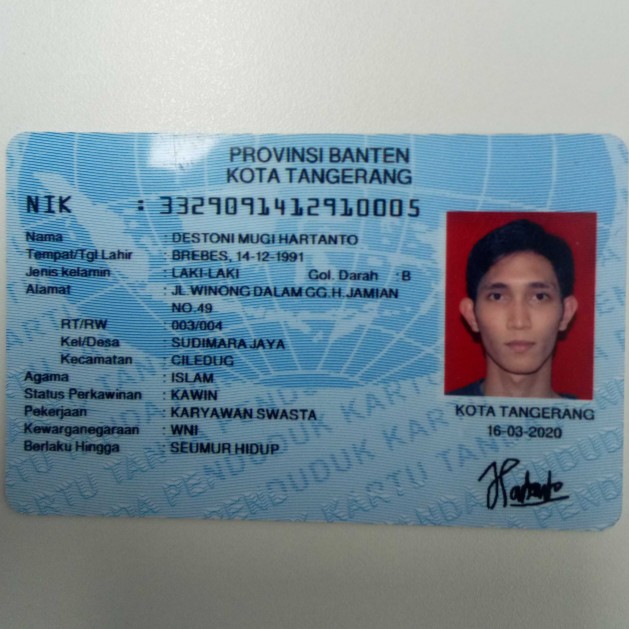 PROVINSI BANTEN
KOTA TANGERANG
NIK : 3329091412910005
Nama : DESTONI MUGI HARTANTO
Tempat/Tgl Lahir : BREBES, 14-12-1991
Jenis kelamin : LAKI-LAKI Gol. Darah : B
Alamat : JL WINONG DALAM GG.H.JAMIAN
NO.49
RT/RW : 003/004
Kel/Desa : SUDIMARA JAYA
Kecamatan : CILEDUG
Agama : ISLAM
Status Perkawinan : KAWIN
Pekerjaan : KARYAWAN SWASTA
Kewarganegaraan : WNI
Berlaku Hingga : SEUMUR HIDUP
KOTA TANGERANG
16-03-2020
Hartanto
KARTU TANDA PENDUDUK KARTU TANDA PENDUDUK